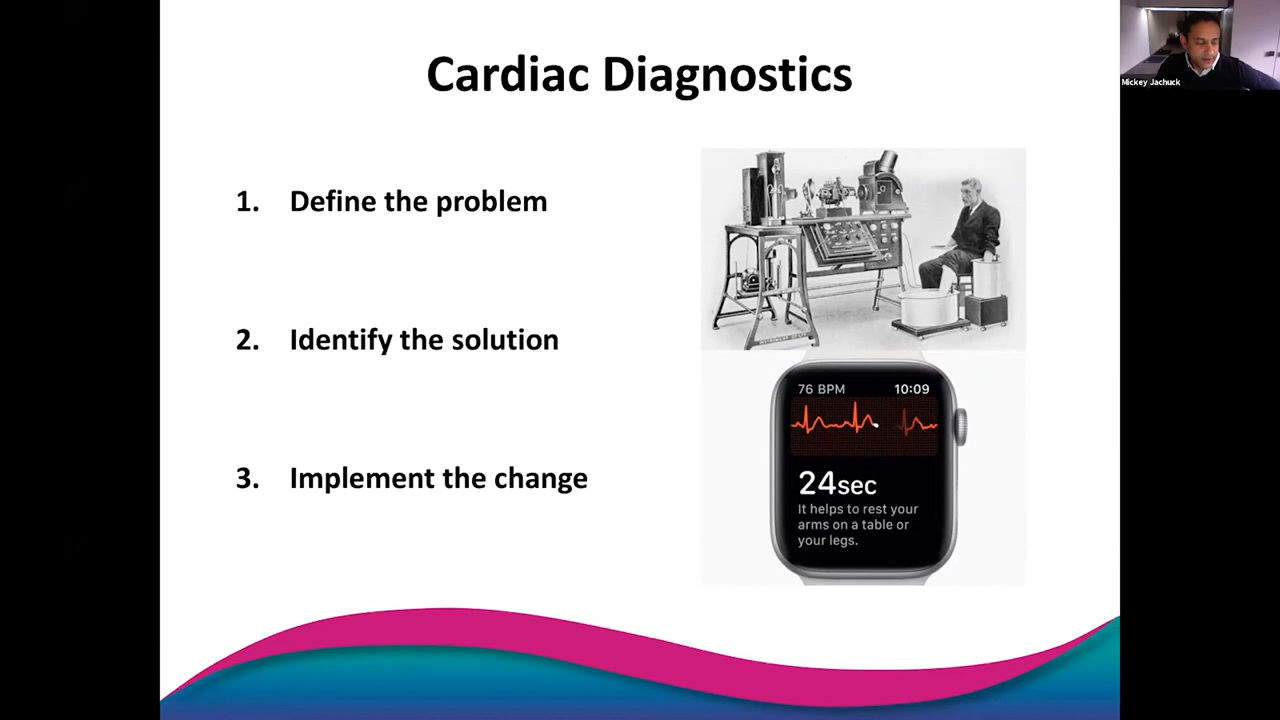 Cardiac Diagnostics
Mickey Jachuck
1. Define the problem
2. Identify the solution
3. Implement the change
76 BPM 10:09
24sec
It helps to rest your
arms on a table or
your legs.